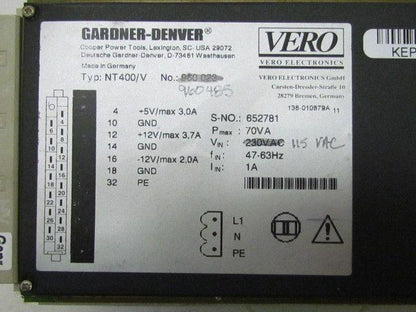 GARDNER-DENVER®
Cooper Power Tools, Lexington, SC-USA 29072
Deutsche Gardner-Denver, D-73461 Westhausen
Made in Germany
Typ: NT400/V No.: 960 023
960485
VERO
VERO ELECTRONICS
VERO ELECTRONICS GmbH
Carsten-Dressler-Straße 10
28279 Bremen, Germany
138-010879A 11
KEP
4 +5V/max 3,0A
10 GND
12 +12V/max 3,7A
14 GND
16 -12V/max 2,0A
18 GND
32 PE
S-NO.: 652781
Pmax : 70VA
VIN : 230VAC 115 VAC
fIN : 47-63Hz
IIN : 1A
L1
N
PE